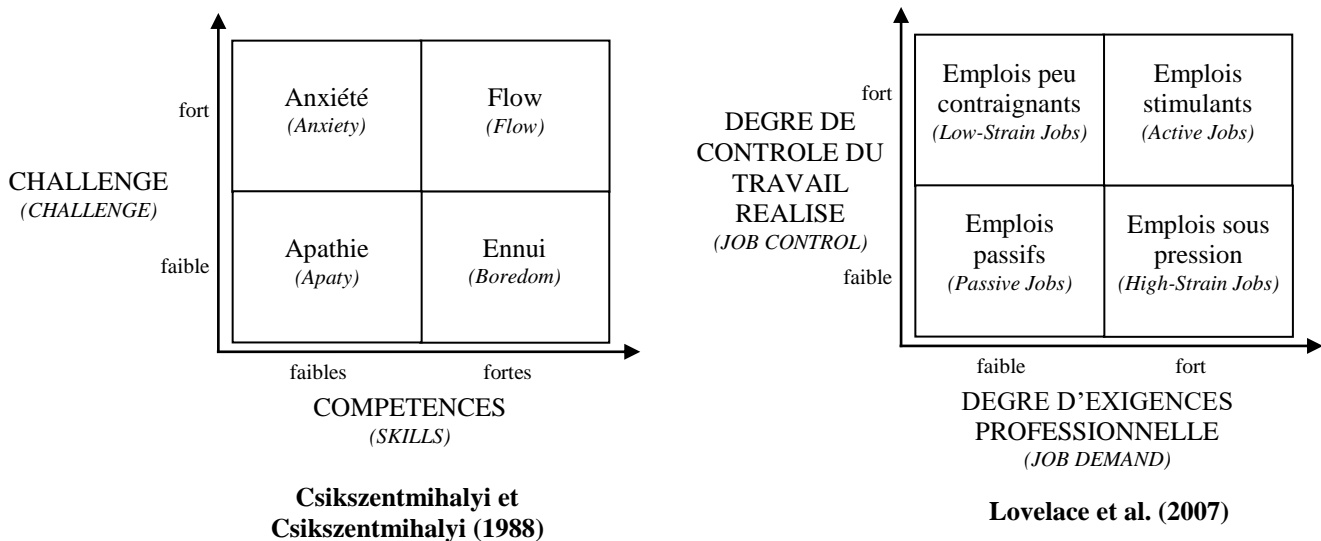 CHALLENGE
(CHALLENGE)
fort
faible
Anxiété
(Anxiety)
Flow
(Flow)
Apathie
(Apaty)
Ennui
(Boredom)
faibles
fortes
COMPETENCES
(SKILLS)
Csikszentmihalyi et
Csikszentmihalyi (1988)
DEGRE DE
CONTROLE DU
TRAVAIL
REALISE
(JOB CONTROL)
fort
faible
Emplois peu
contraignants
(Low-Strain Jobs)
Emplois
stimulants
(Active Jobs)
Emplois
passifs
(Passive Jobs)
Emplois sous
pression
(High-Strain Jobs)
faible
fort
DEGRE D’EXIGENCES
PROFESSIONNELLE
(JOB DEMAND)
Lovelace et al. (2007)